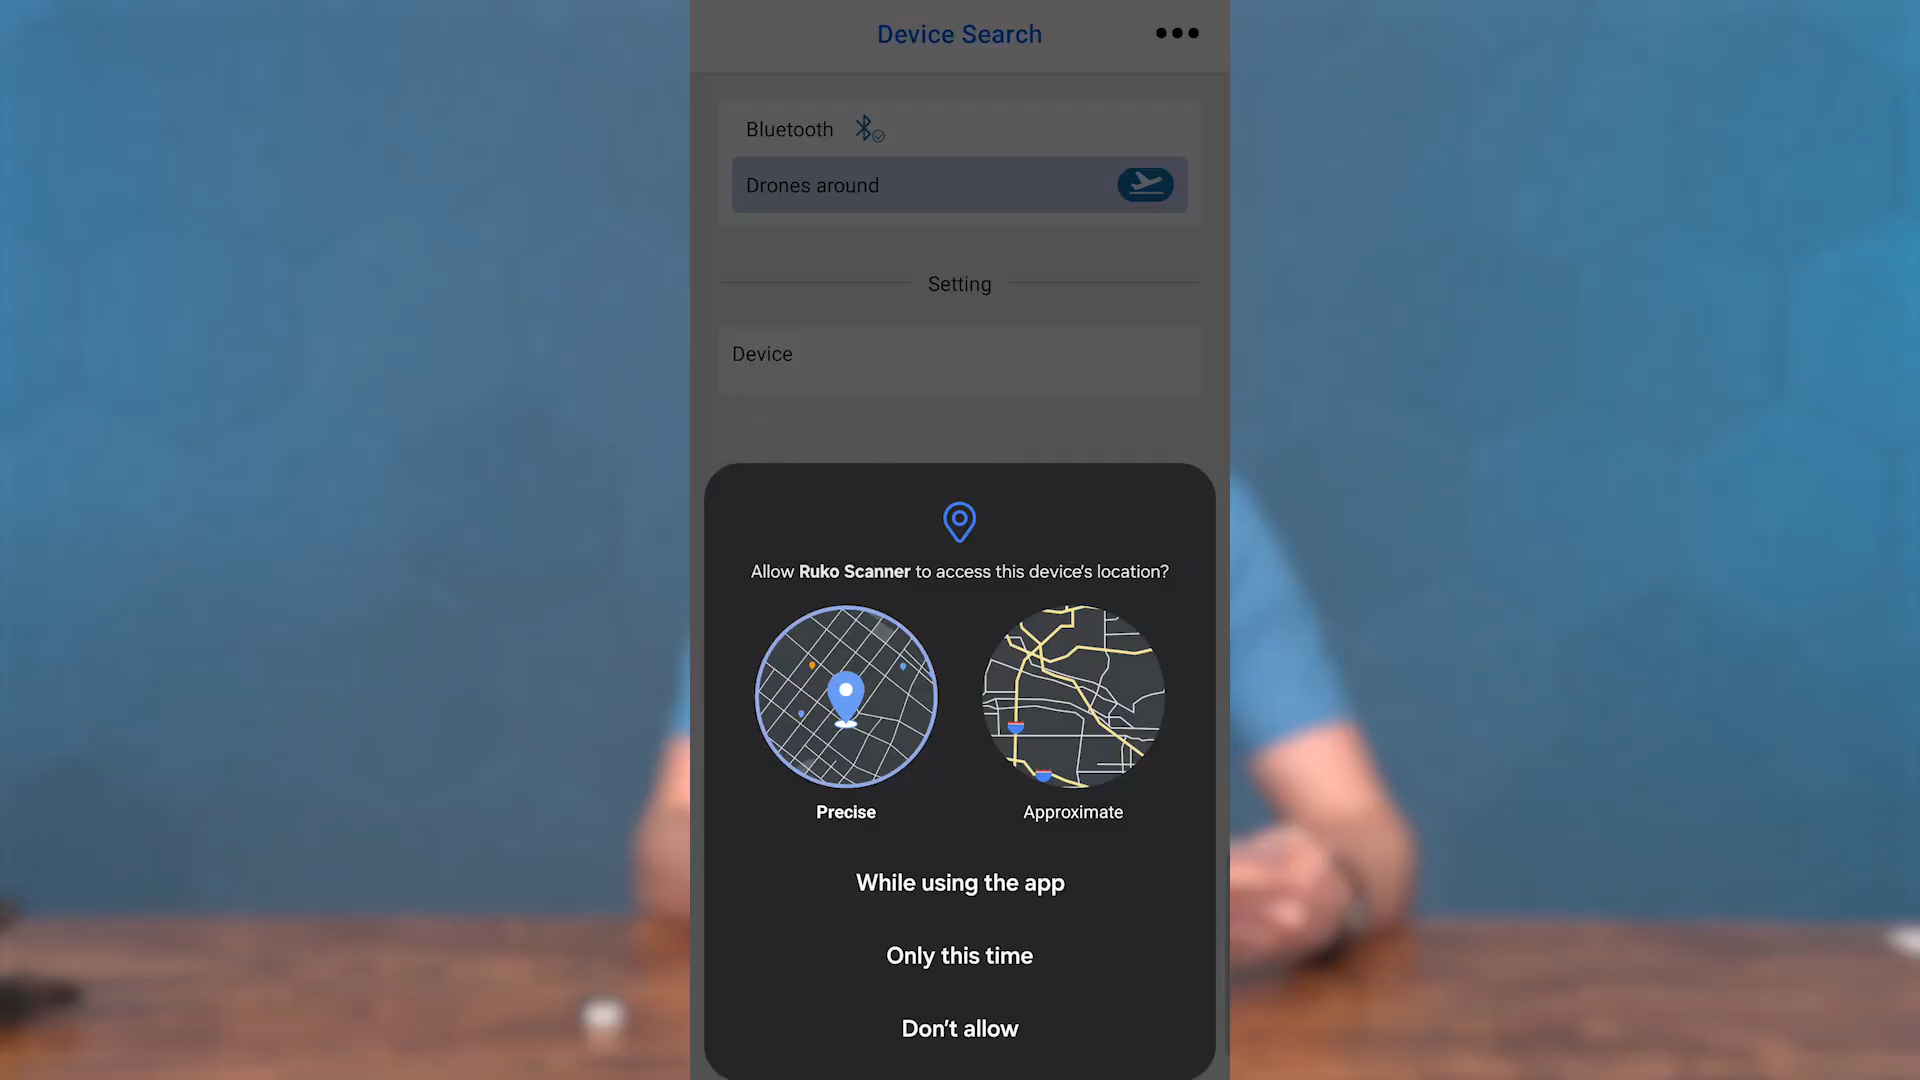 Device Search
Bluetooth
Drones around
Setting
Device
Allow Ruko Scanner to access this device's location?
Precise
Approximate
While using the app
Only this time
Don't allow